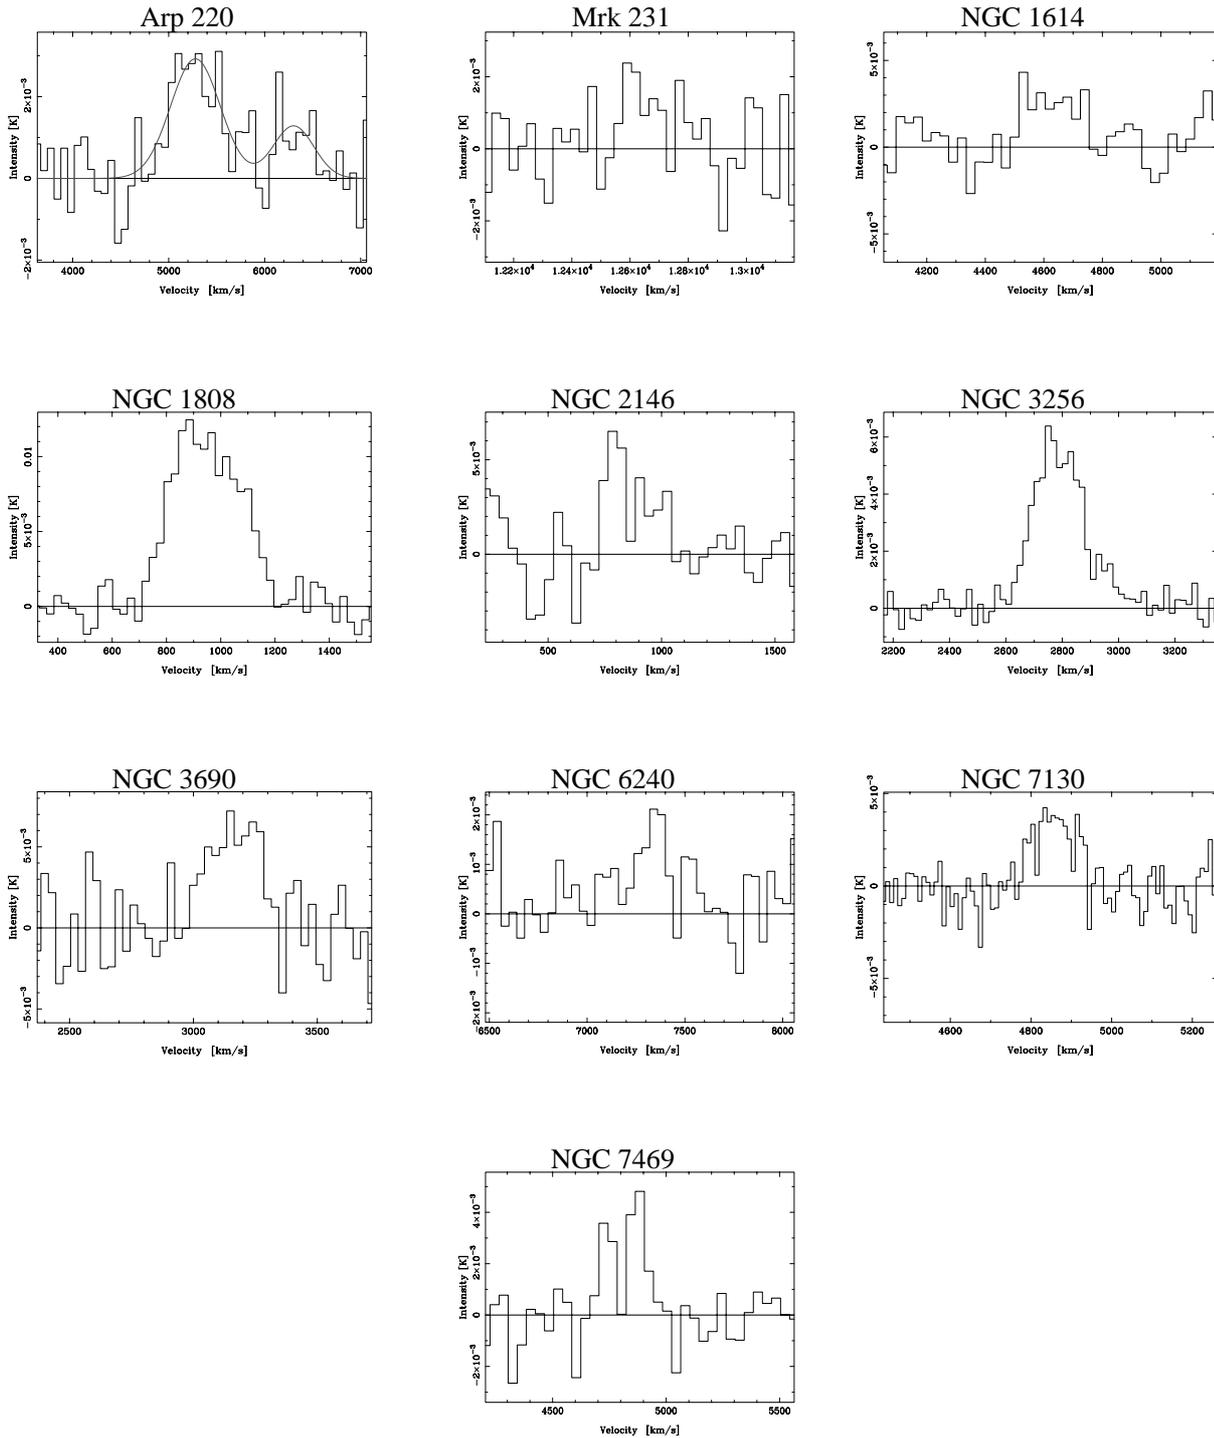 Arp 220
Mrk 231
NGC 1614
Intensity [K]
−2×10⁻³
0
2×10⁻³
4000
5000
6000
7000
Velocity [km/s]
Intensity [K]
−2×10⁻³
0
2×10⁻³
1.22×10⁴
1.24×10⁴
1.26×10⁴
1.28×10⁴
1.3×10⁴
Velocity [km/s]
Intensity [K]
−5×10⁻³
0
5×10⁻³
4200
4400
4600
4800
5000
Velocity [km/s]
NGC 1808
NGC 2146
NGC 3256
Intensity [K]
0
5×10⁻³
0.01
400
600
800
1000
1200
1400
Velocity [km/s]
Intensity [K]
0
5×10⁻³
500
1000
1500
Velocity [km/s]
Intensity [K]
0
2×10⁻³
4×10⁻³
6×10⁻³
2200
2400
2600
2800
3000
3200
Velocity [km/s]
NGC 3690
NGC 6240
NGC 7130
Intensity [K]
−5×10⁻³
0
5×10⁻³
2500
3000
3500
Velocity [km/s]
Intensity [K]
−2×10⁻³
−10⁻³
0
10⁻³
2×10⁻³
6500
7000
7500
8000
Velocity [km/s]
Intensity [K]
−5×10⁻³
0
5×10⁻³
4600
4800
5000
5200
Velocity [km/s]
NGC 7469
Intensity [K]
−2×10⁻³
0
2×10⁻³
4×10⁻³
4500
5000
5500
Velocity [km/s]